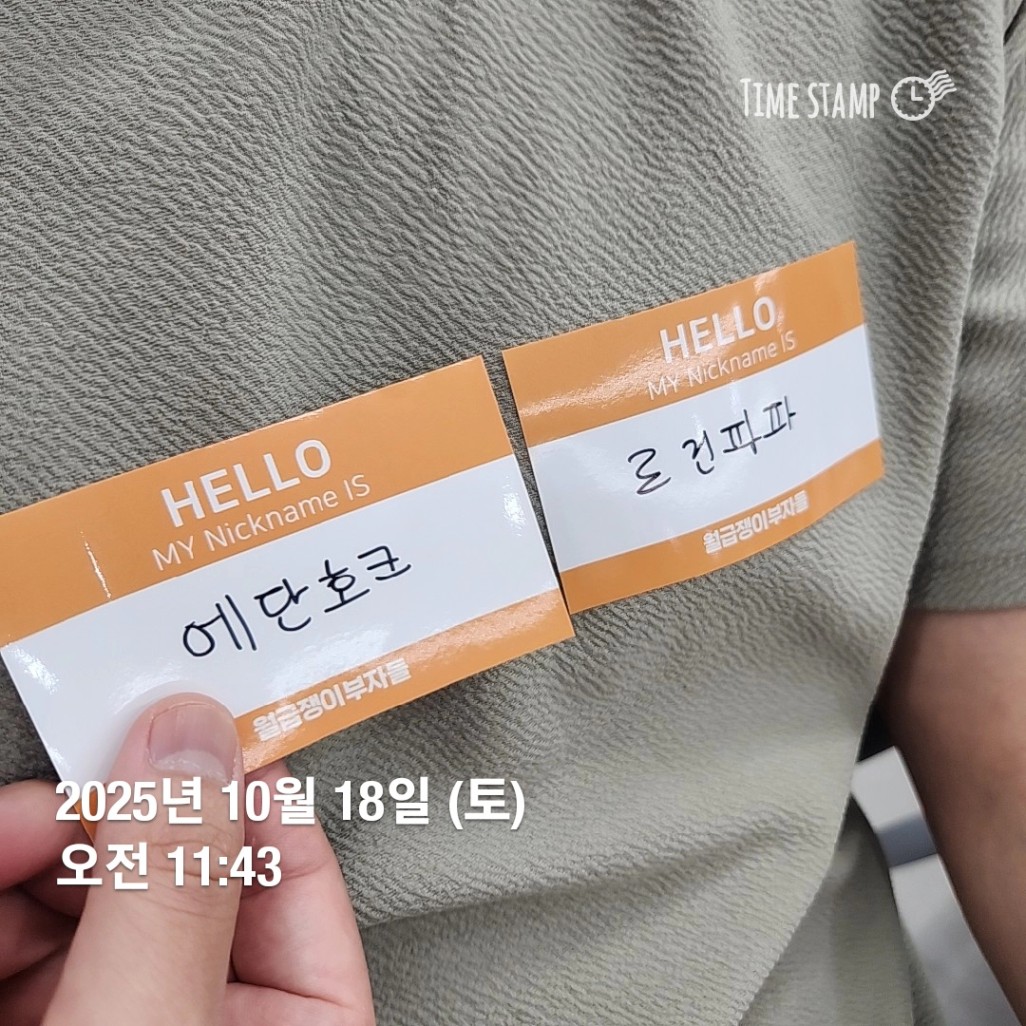 TIME STAMP
HELLO
MY Nickname IS
에단호크
월급쟁이부자들
HELLO
MY Nickname IS
르건파파
월급쟁이부자들
2025년 10월 18일 (토)
오전 11:43